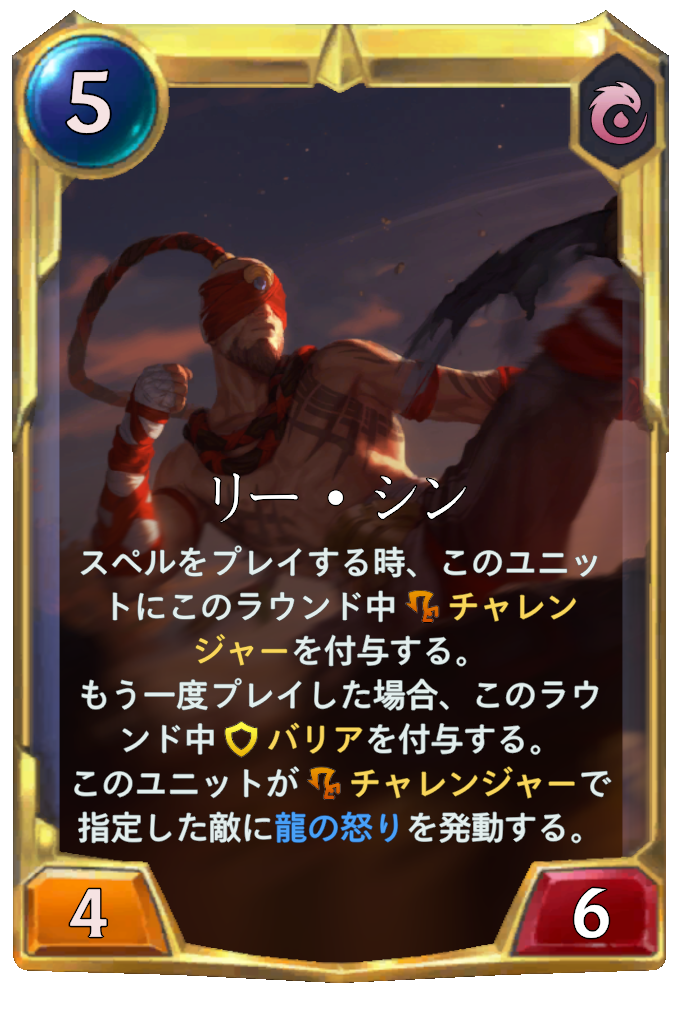 5
リー・シン
スペルをプレイする時、このユニッ
トにこのラウンド中 チャレン
ジャーを付与する。
もう一度プレイした場合、このラウ
ンド中 バリアを付与する。
このユニットが チャレンジャーで
指定した敵に龍の怒りを発動する。
4
6